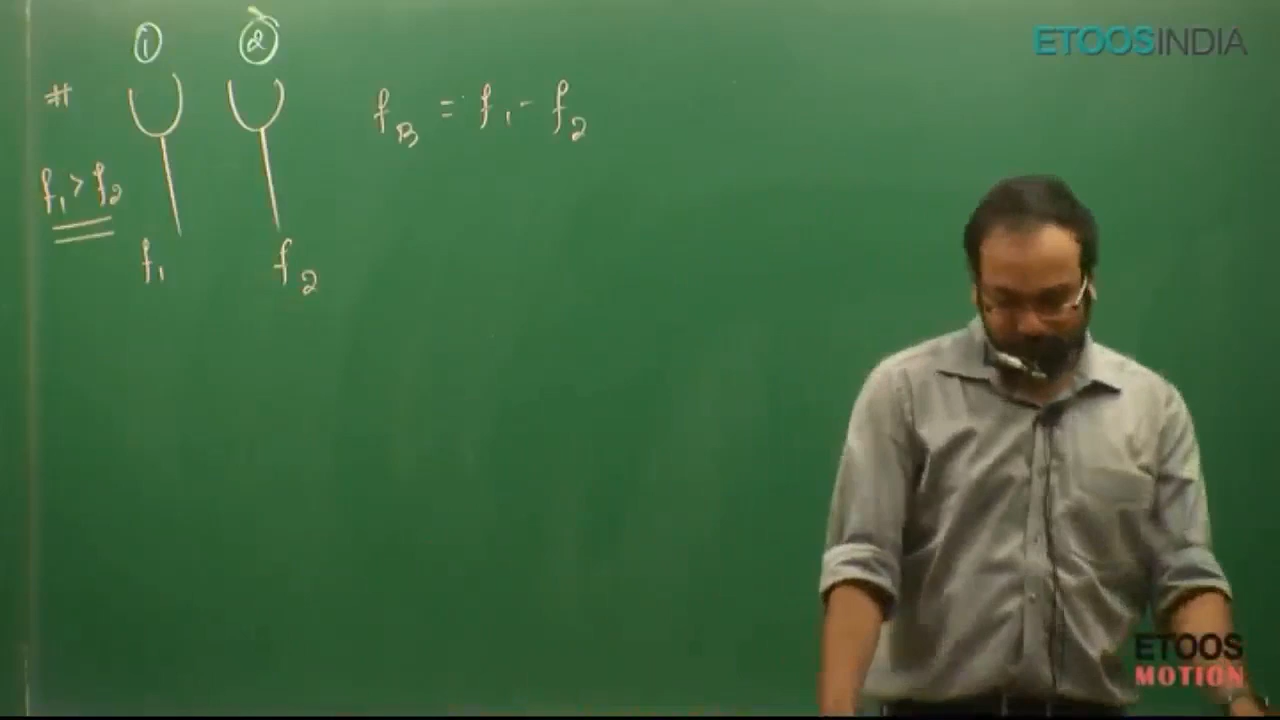 ① ②
ETOOSINDIA
#
f₁ > f₂
f_B = f₁ - f₂
f₁ f₂
ETOOS
MOTION